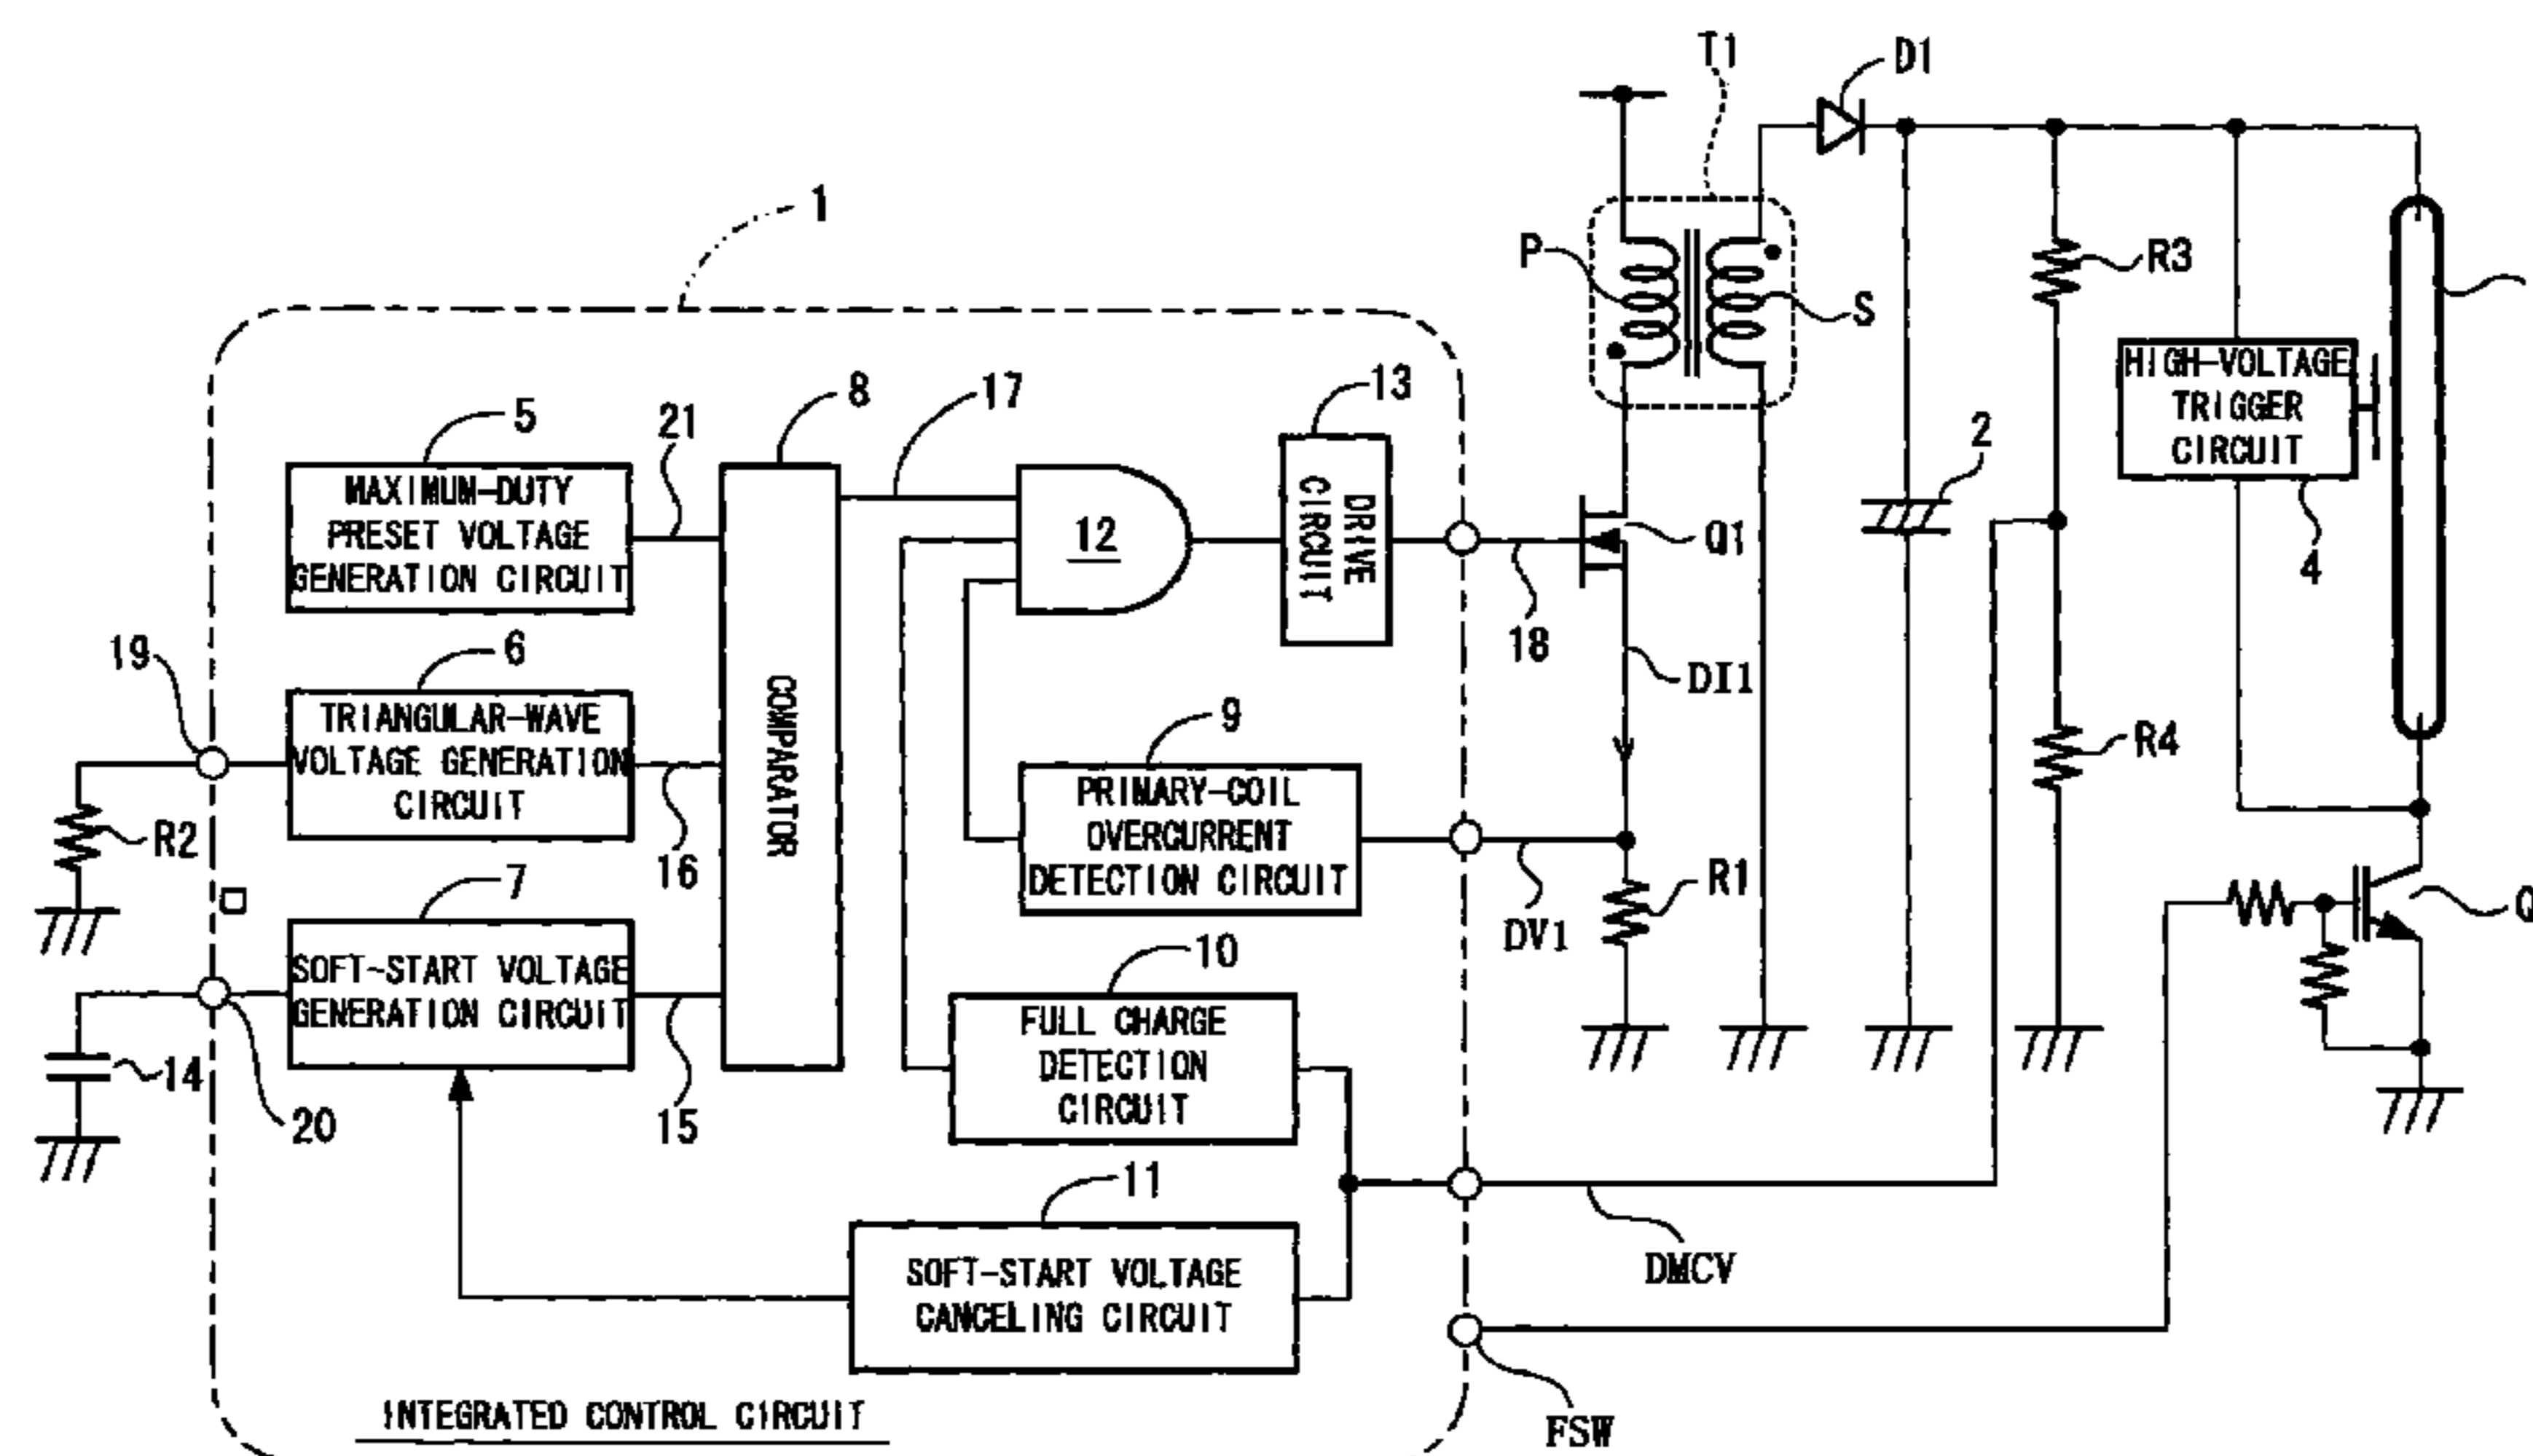 T1
D1
1
P
S
R3
5
21
8
17
13
2
HIGH-VOLTAGE
TRIGGER
CIRCUIT
4
MAXIMUM-DUTY
PRESET VOLTAGE
GENERATION CIRCUIT
12
DRIVE
CIRCUIT
18
Q1
19
6
TRIANGULAR-WAVE
VOLTAGE GENERATION
CIRCUIT
16
COMPARATOR
9
PRIMARY-COIL
OVERCURRENT
DETECTION CIRCUIT
DI1
R4
R2
DV1
R1
Q
7
SOFT-START VOLTAGE
GENERATION CIRCUIT
15
10
FULL CHARGE
DETECTION
CIRCUIT
14
20
11
SOFT-START VOLTAGE
CANCELING CIRCUIT
DMCV
INTEGRATED CONTROL CIRCUIT
FSW